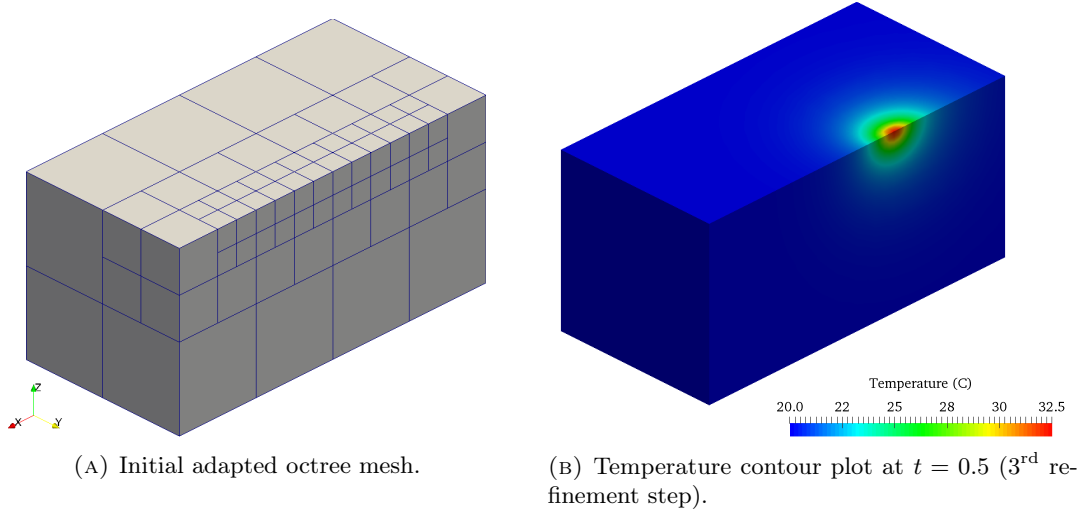 Z
X
Y
Temperature (C)
20.0 22 25 28 30 32.5
(A) Initial adapted octree mesh.
(B) Temperature contour plot at t = 0.5 (3rd re-
finement step).